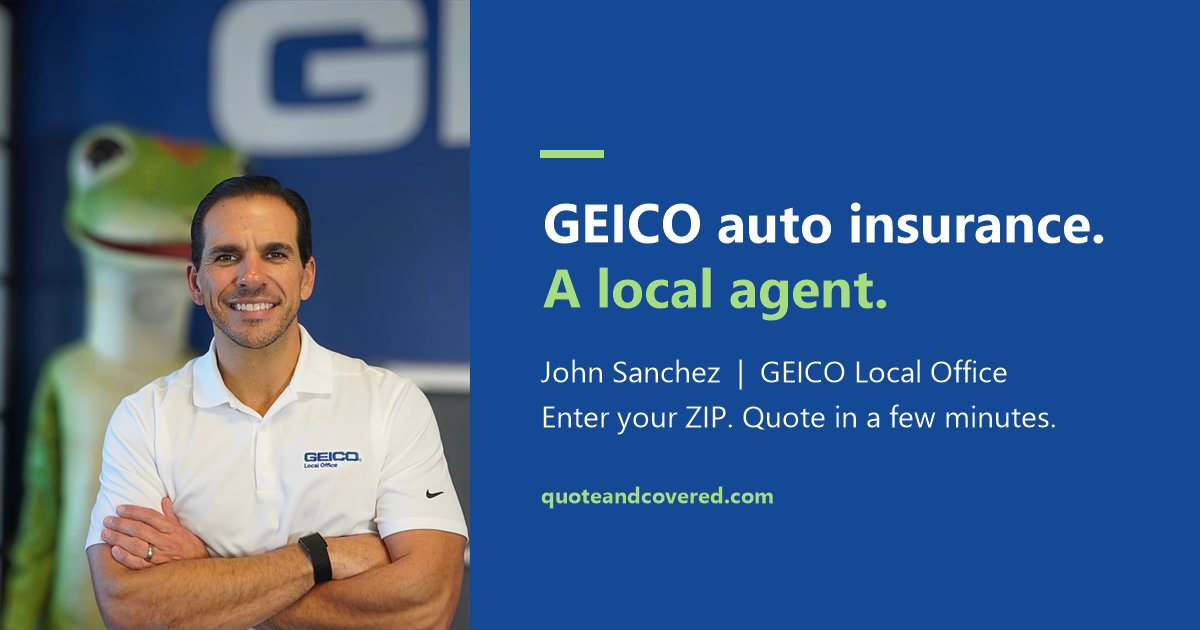 GEI
GEICO
Local Office
GEICO auto insurance.
A local agent.
John Sanchez | GEICO Local Office
Enter your ZIP. Quote in a few minutes.
quoteandcovered.com